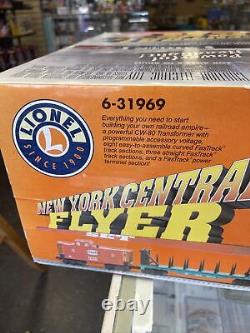 6-31969
Everything you need to start
building your own railroad empire–
a powerful CW-80 Transformer with
programmable accessory voltage,
eight easy-to-assemble curved FasTrack
track sections, three straight FasTrack
track sections, and a FasTrack power
terminal section!
LIONEL
L
SINCE 1900
NEW YORK CENTRAL
FLYER
SET